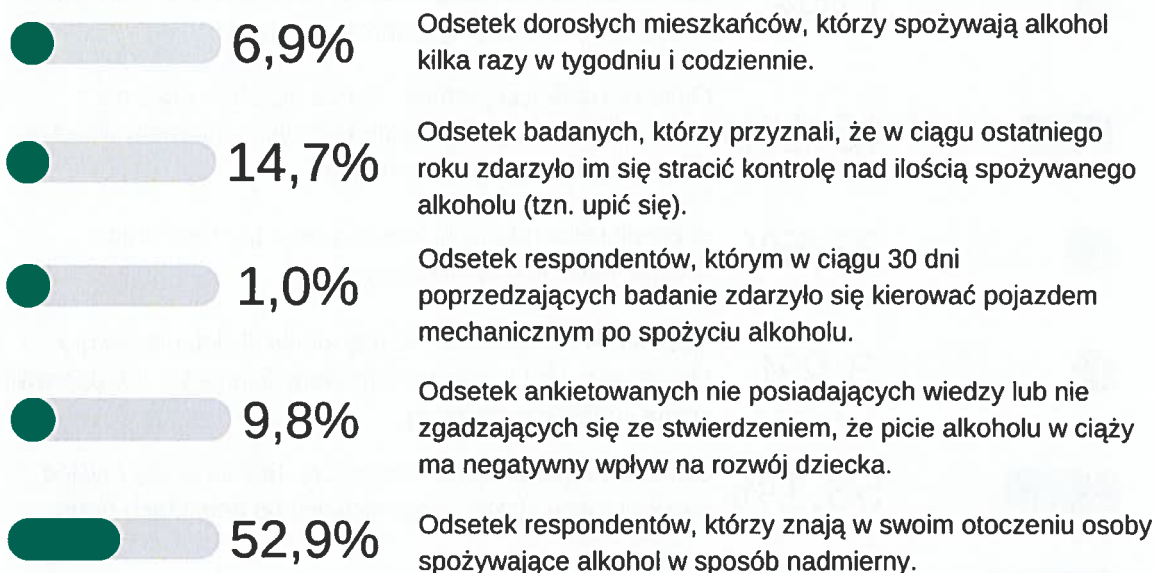 6,9%
Odsetek dorosłych mieszkańców, którzy spożywają alkohol
kilka razy w tygodniu i codziennie.
14,7%
Odsetek badanych, którzy przyznali, że w ciągu ostatniego
roku zdarzyło im się stracić kontrolę nad ilością spożywanego
alkoholu (tzn. upić się).
1,0%
Odsetek respondentów, którym w ciągu 30 dni
poprzedzających badanie zdarzyło się kierować pojazdem
mechanicznym po spożyciu alkoholu.
9,8%
Odsetek ankietowanych nie posiadających wiedzy lub nie
zgadzających się ze stwierdzeniem, że picie alkoholu w ciąży
ma negatywny wpływ na rozwój dziecka.
52,9%
Odsetek respondentów, którzy znają w swoim otoczeniu osoby
spożywające alkohol w sposób nadmierny.